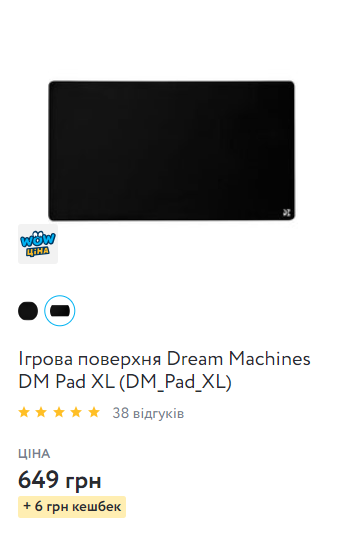 WOW
ЦІНА
Ігрова поверхня Dream Machines
DM Pad XL (DM_Pad_XL)
38 відгуків
ЦІНА
649 грн
+ 6 грн кешбек